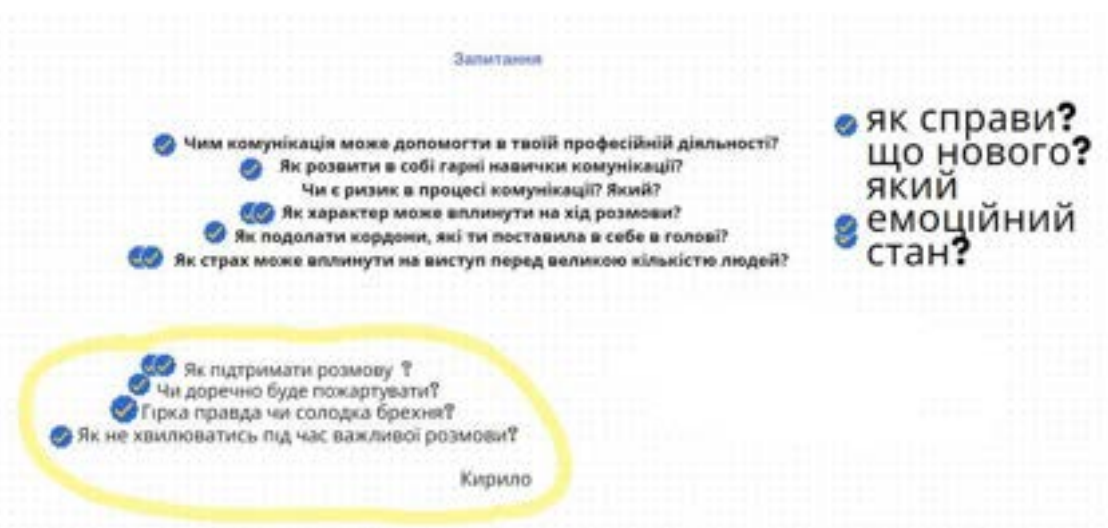 Запитання
Чим комунікація може допомогти в твоїй професійній діяльності?
Як розвити в собі гарні навички комунікації?
Чи є ризик в процесі комунікації? Який?
Як характер може вплинути на хід розмови?
Як подолати кордони, які ти поставила в себе в голові?
Як страх може вплинути на виступ перед великою кількістю людей?
як справи?
що нового?
який
емоційний
стан?
Як підтримати розмову ?
Чи доречно буде пожартувати?
Гірка правда чи солодка брехня?
Як не хвилюватись під час важливої розмови?
Кирило